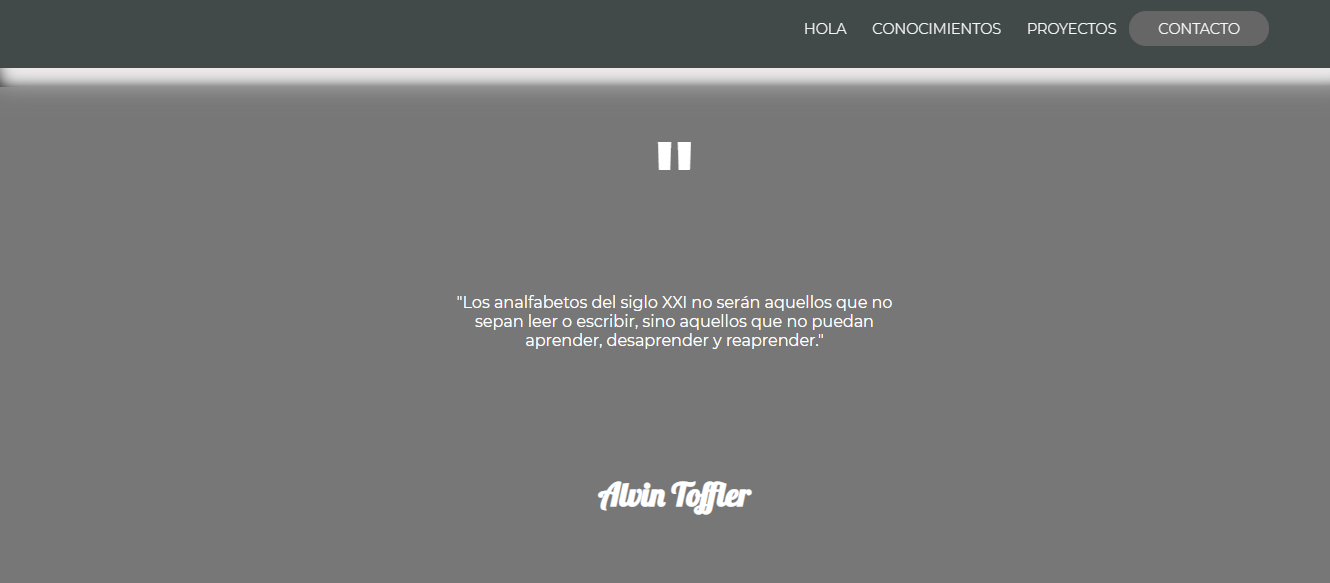 HOLA CONOCIMIENTOS PROYECTOS CONTACTO
"
"Los analfabetos del siglo XXI no serán aquellos que no
sepan leer o escribir, sino aquellos que no puedan
aprender, desaprender y reaprender."
Alvin Toffler